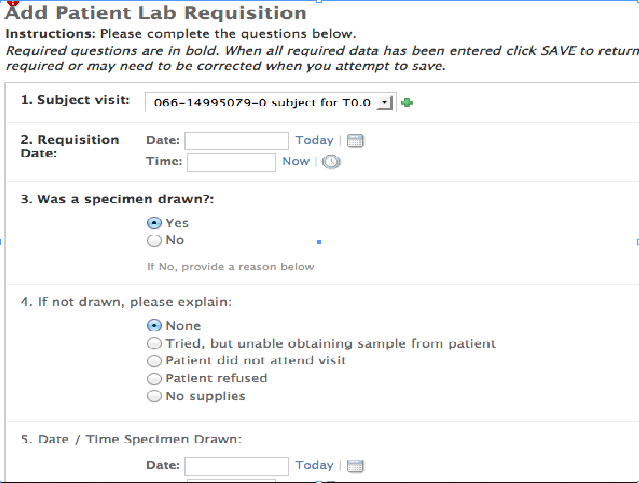 Add Patient Lab Requisition
Instructions: Please complete the questions below.
Required questions are in bold. When all required data has been entered click SAVE to return
required or may need to be corrected when you attempt to save.
1. Subject visit: 066-14995079-0 subject for T0.0
2. Requisition Date: Today |
Date: Time: Now |
3. Was a specimen drawn?:
Yes
No
If No, provide a reason below
4. If not drawn, please explain:
None
Tried, but unable obtaining sample from patient
Patient did not attend visit
Patient refused
No supplies
5. Date / Time Specimen Drawn:
Date: Today |